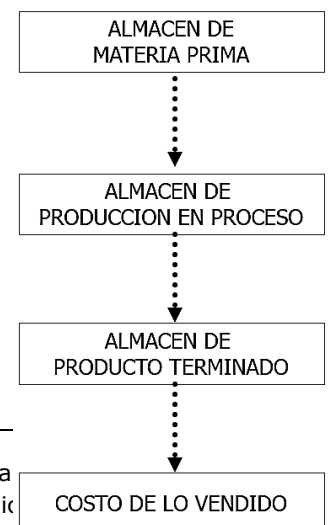 ALMACEN DE
MATERIA PRIMA
ALMACEN DE
PRODUCCION EN PROCESO
ALMACEN DE
PRODUCTO TERMINADO
a
COSTO DE LO VENDIDO